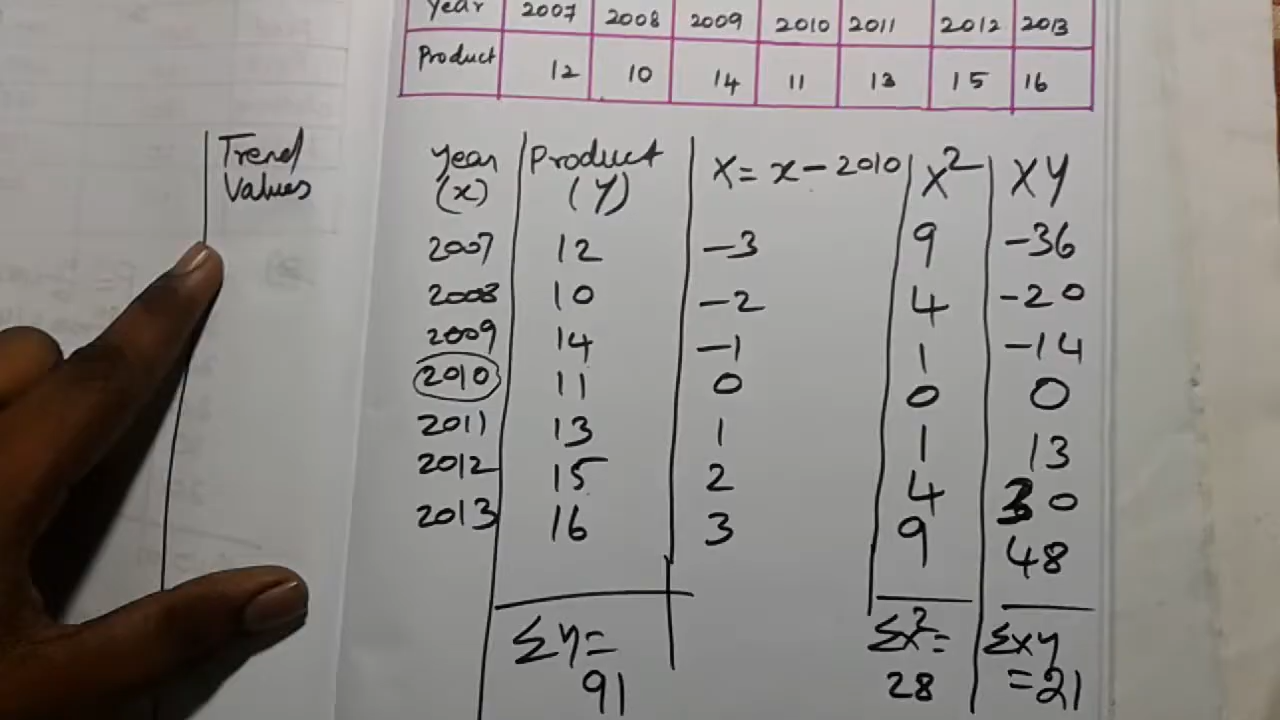 Year 2007 2008 2009 2010 2011 2012 2013
Product 12 10 14 11 13 15 16
Trend Values
Year (x) Product (Y) X = x - 2010 X² XY
2007 12 -3 9 -36
2008 10 -2 4 -20
2009 14 -1 1 -14
2010 11 0 0 0
2011 13 1 1 13
2012 15 2 4 30
2013 16 3 9 48
Σy= 91 Σx²= 28 Σxy =21